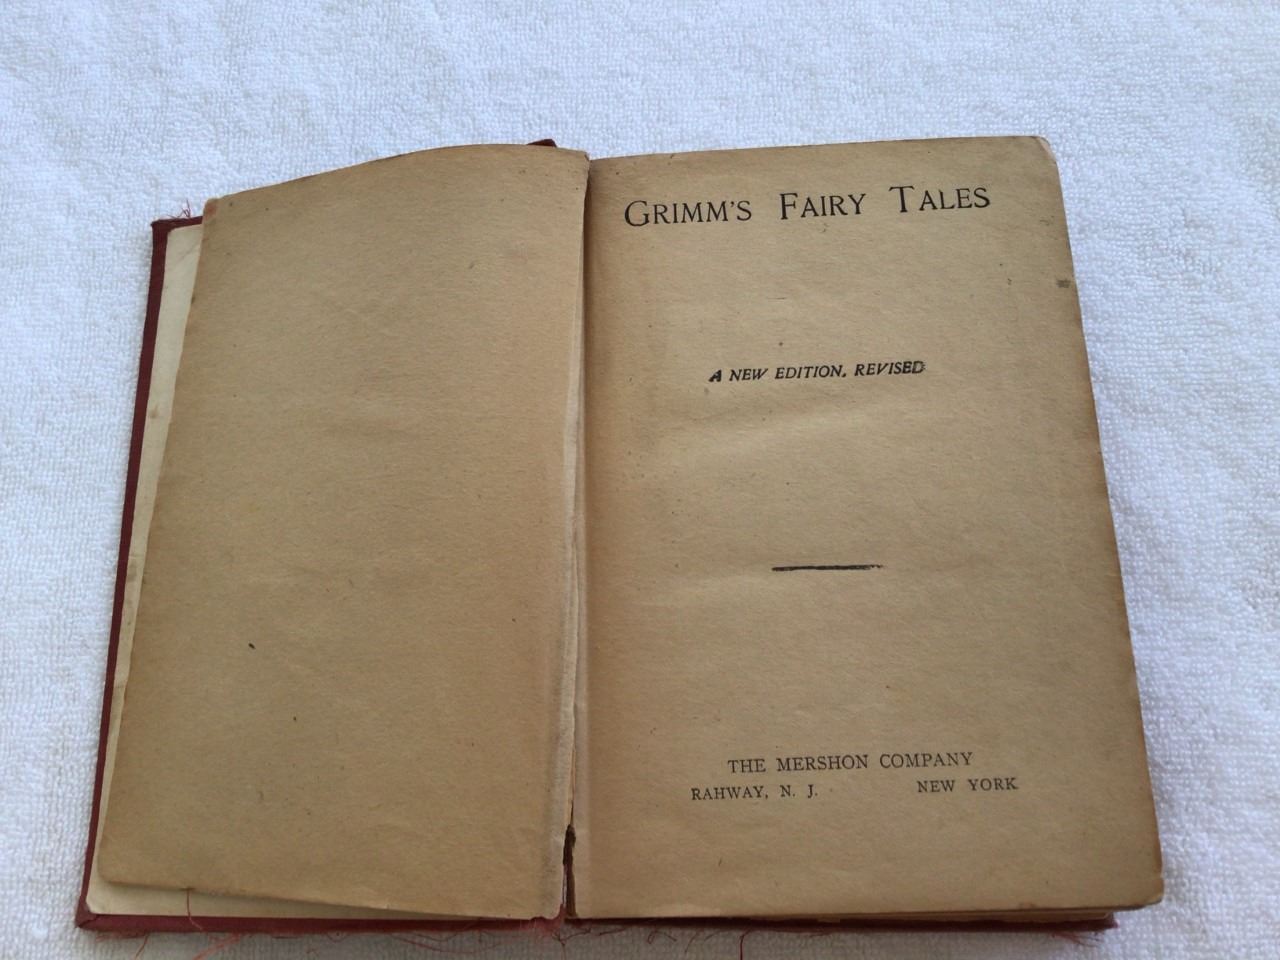 GRIMM'S FAIRY TALES
A NEW EDITION, REVISED
THE MERSHON COMPANY
RAHWAY, N. J. NEW YORK